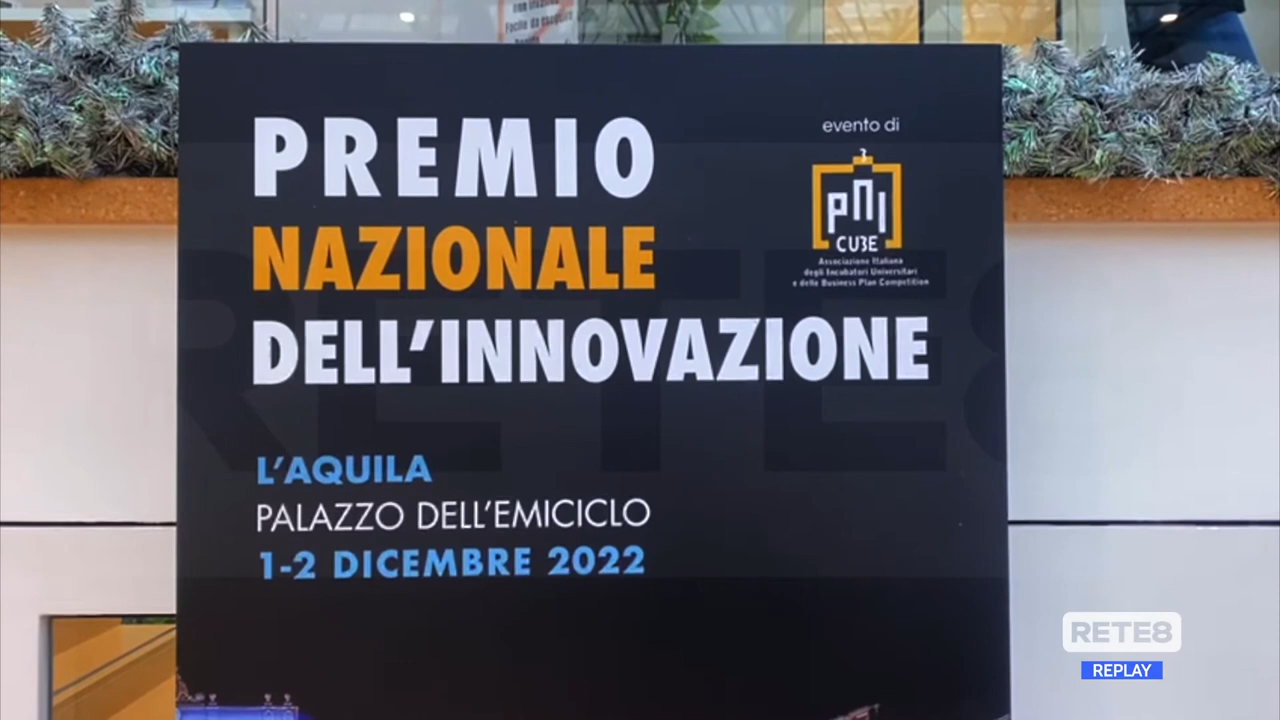 PREMIO
NAZIONALE
DELL'INNOVAZIONE
evento di
PNI
CUBE
Associazione Italiana
degli Incubatori Universitari
e delle Business Plan Competition
L'AQUILA
PALAZZO DELL'EMICICLO
1-2 DICEMBRE 2022
RETE8
RETE8
REPLAY